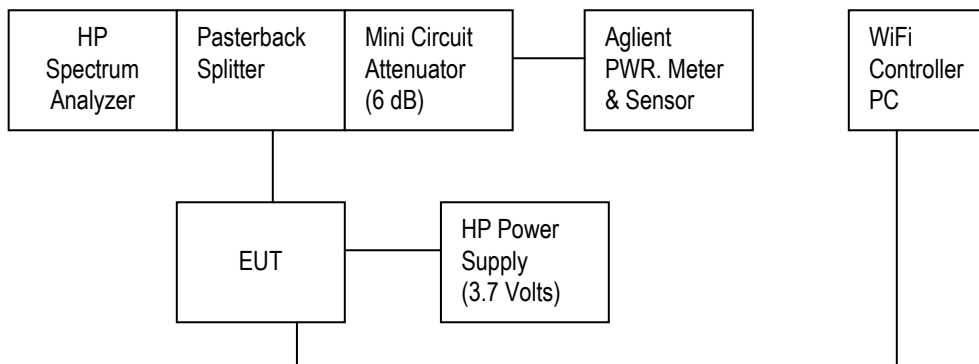 HP
Spectrum
Analyzer
Pasterback
Splitter
Mini Circuit
Attenuator
(6 dB)
Aglient
PWR. Meter
& Sensor
WiFi
Controller
PC
EUT
HP Power
Supply
(3.7 Volts)